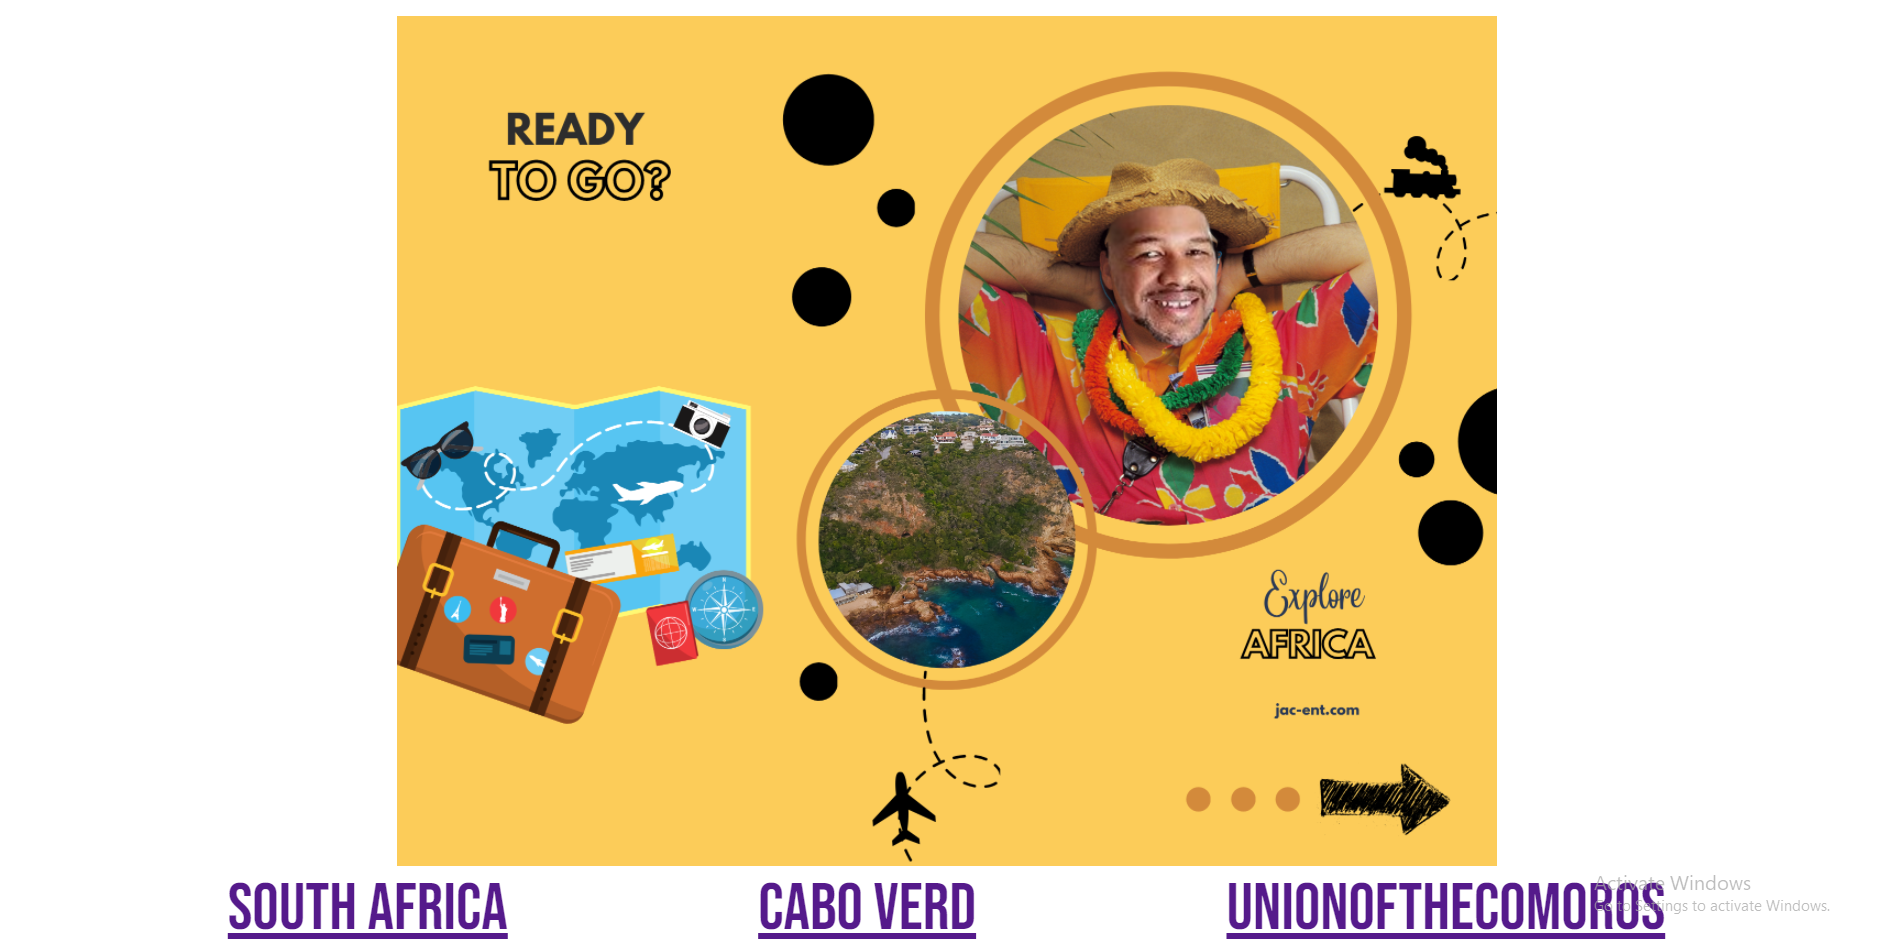 READY
TO GO?
Explore
AFRICA
jac-ent.com
SOUTH AFRICA
CABO VERD
UNIONOFTHECOMOROS
Activate Windows
Go to Settings to activate Windows.